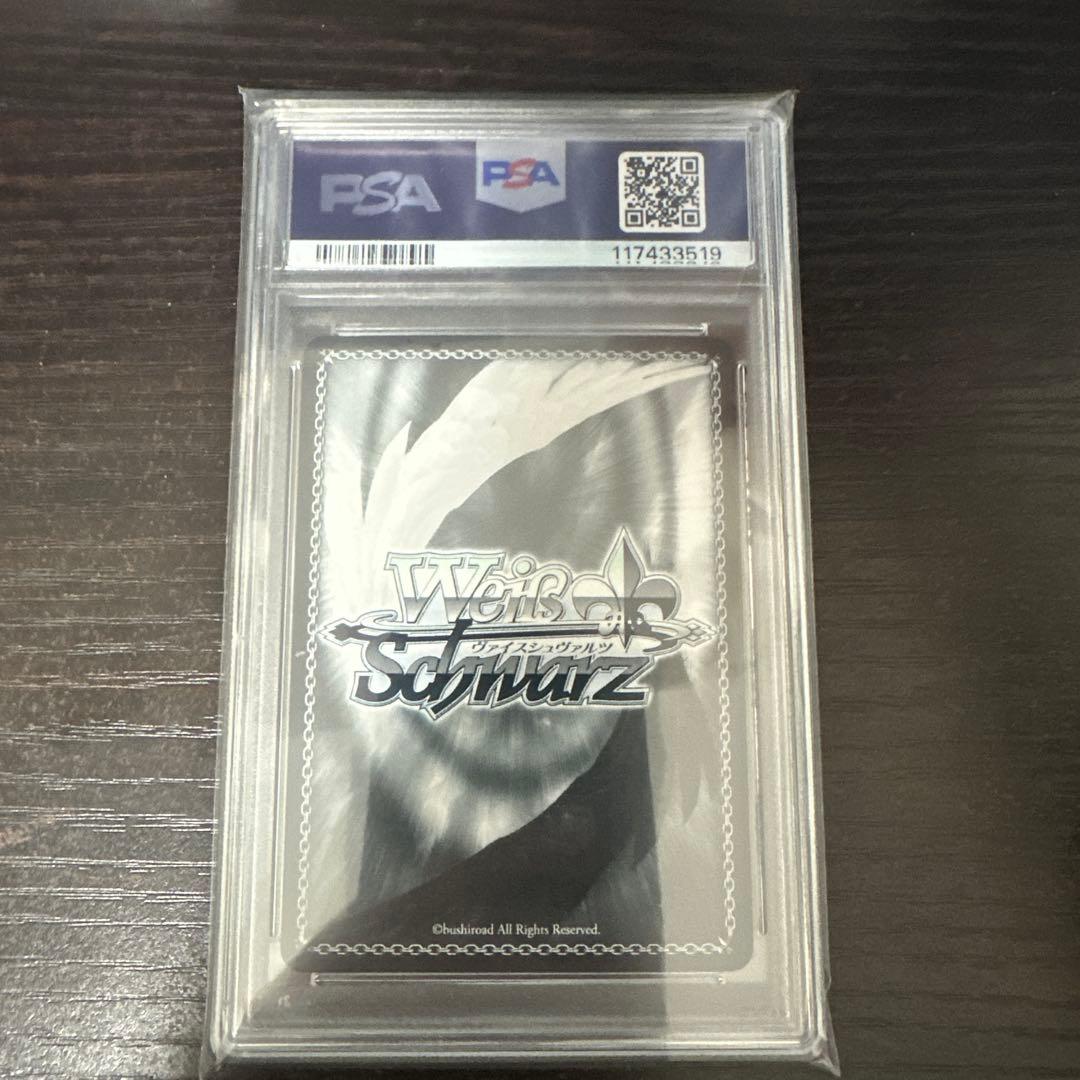 PSA
PSA
117433519
Weiß
ヴァイスシュヴァルツ
Schwarz
©bushiroad All Rights Reserved.